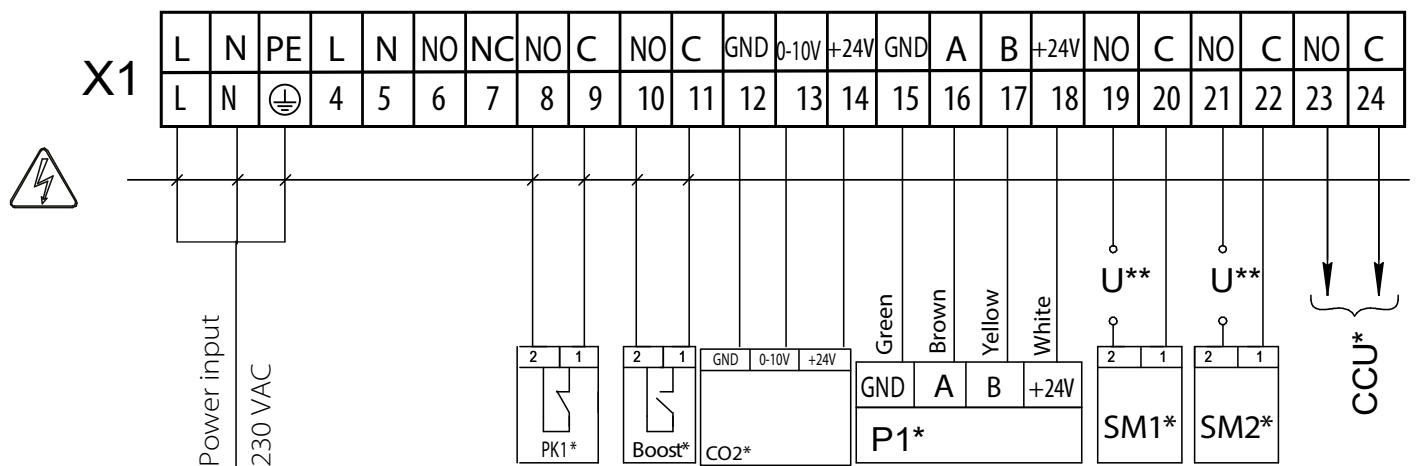 L N PE L N NO NC NO C NO C GND 0-10V +24V GND A B +24V NO C NO C NO C
X1
L N 4 5 6 7 8 9 10 11 12 13 14 15 16 17 18 19 20 21 22 23 24
U** U**
Green Brown Yellow White
Power input
230 VAC
2 1 2 1 GND 0-10V +24V 2 1 2 1
GND A B +24V
PK1* Boost* CO2* P1* SM1* SM2* CCU*